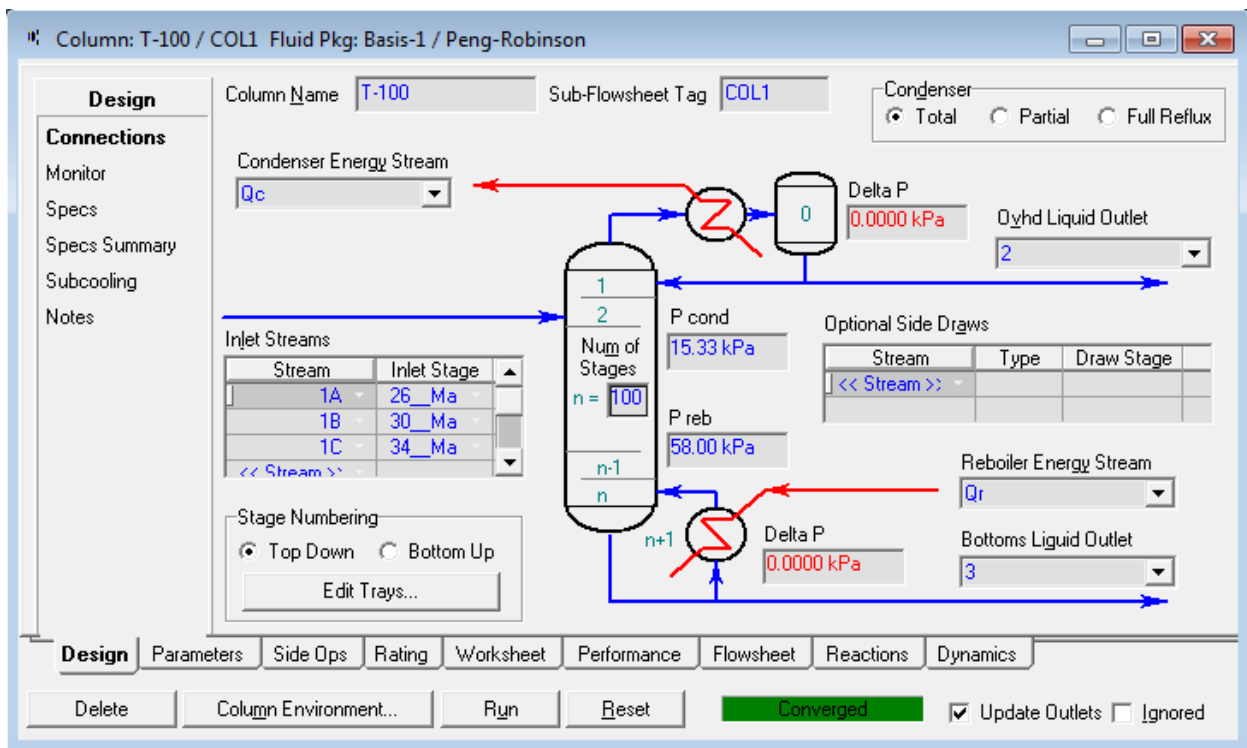 Column: T-100 / COL1 Fluid Pkg: Basis-1 / Peng-Robinson
Design
Connections
Monitor
Specs
Specs Summary
Subcooling
Notes
Column Name T-100
Sub-Flowsheet Tag COL1
Condenser
Total Partial Full Reflux
Condenser Energy Stream
Qc
0
Delta P
0.0000 kPa
Ovhd Liquid Outlet
2
Inlet Streams
Stream Inlet Stage
1A 26__Ma
1B 30__Ma
1C 34__Ma
<< Stream >>
1
2
Num of
Stages
n = 100
n-1
n
n+1
P cond
15.33 kPa
P reb
58.00 kPa
Optional Side Draws
Stream Type Draw Stage
<< Stream >>
Stage Numbering
Top Down Bottom Up
Edit Trays...
Delta P
0.0000 kPa
Reboiler Energy Stream
Qr
Bottoms Liquid Outlet
3
Design Parameters Side Ops Rating Worksheet Performance Flowsheet Reactions Dynamics
Delete Column Environment... Run Reset Converged Update Outlets Ignored